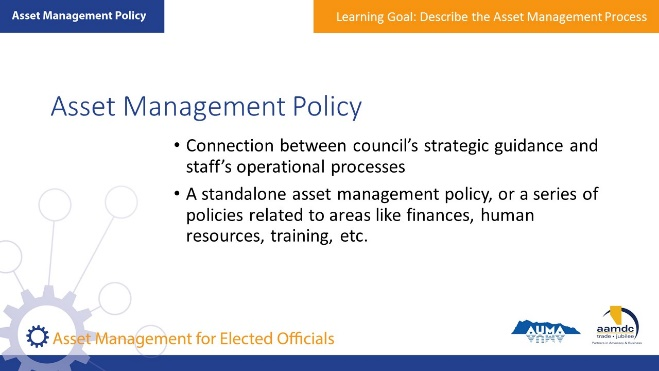 Asset Management Policy
Learning Goal: Describe the Asset Management Process
Asset Management Policy
• Connection between council's strategic guidance and
staff's operational processes
• A standalone asset management policy, or a series of
policies related to areas like finances, human
resources, training, etc.
Asset Management for Elected Officials
AUMA
aamdc
trade • jubilee